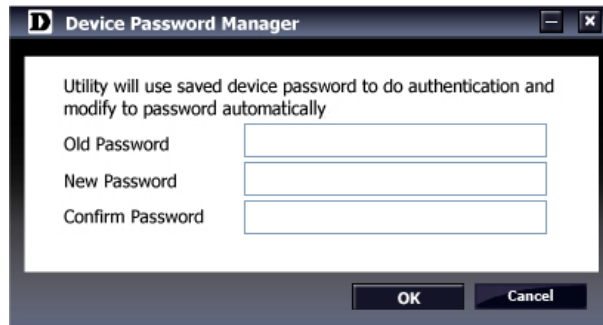 D Device Password Manager
Utility will use saved device password to do authentication and
modify to password automatically
Old Password
New Password
Confirm Password
OK Cancel